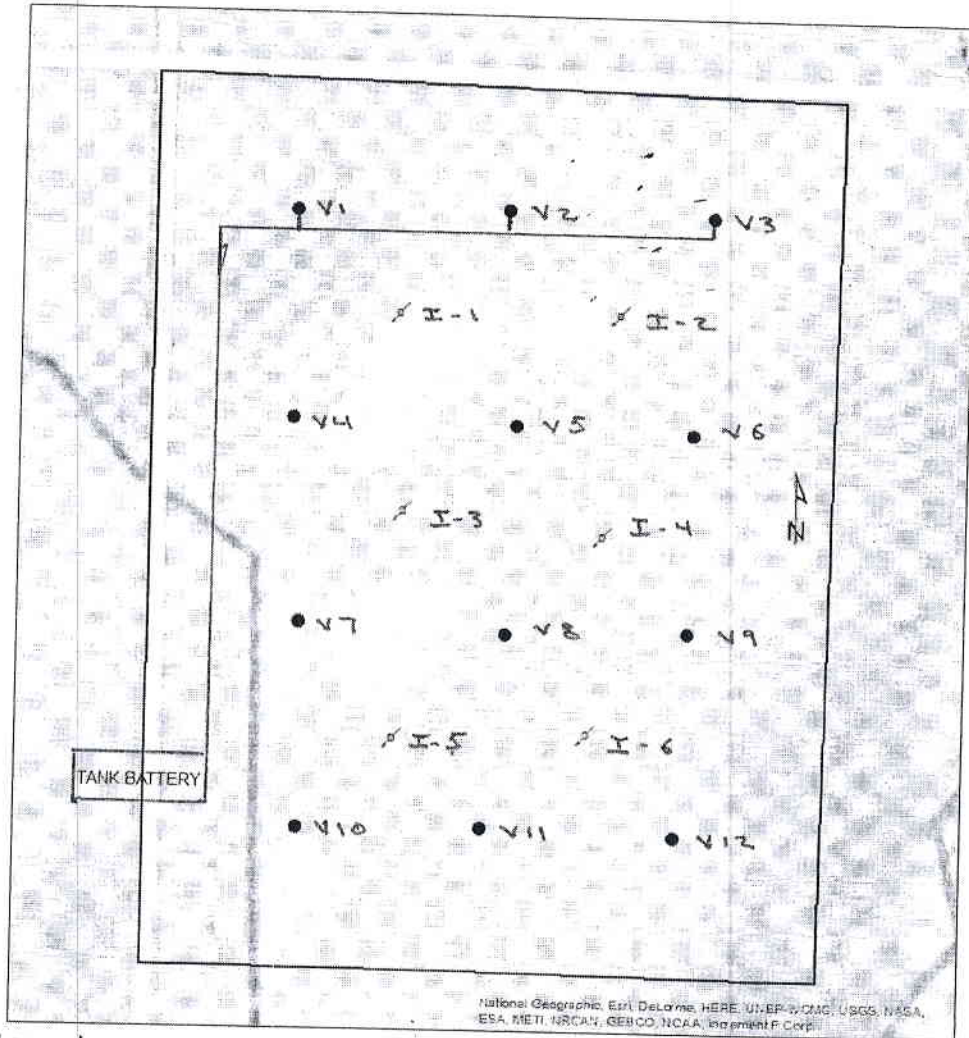 V1
V2
V3
I-1
I-2
V4
V5
V6
I-3
I-4
N
V7
V8
V9
I-5
I-6
TANK BATTERY
V10
V11
V12
National Geographic, Esri, DeLorme, HERE, UNEP-WCMC, USGS, NASA,
ESA, METI, NRCAN, GEBCO, NOAA, increment P Corp.